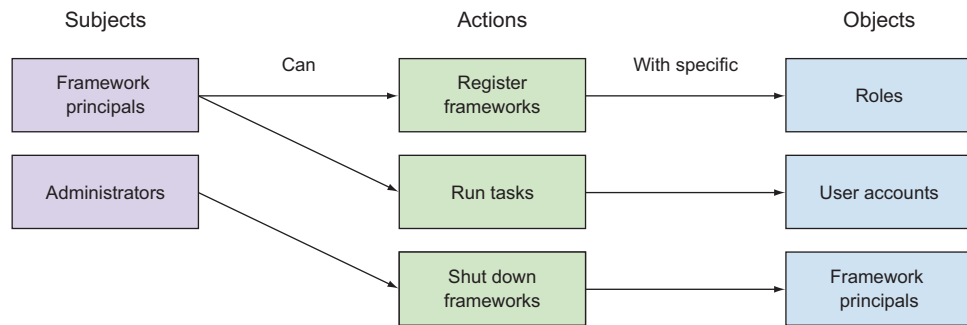 Subjects
Actions
Objects
Can
With specific
Framework
principals
Register
frameworks
Roles
Administrators
Run tasks
User accounts
Shut down
frameworks
Framework
principals